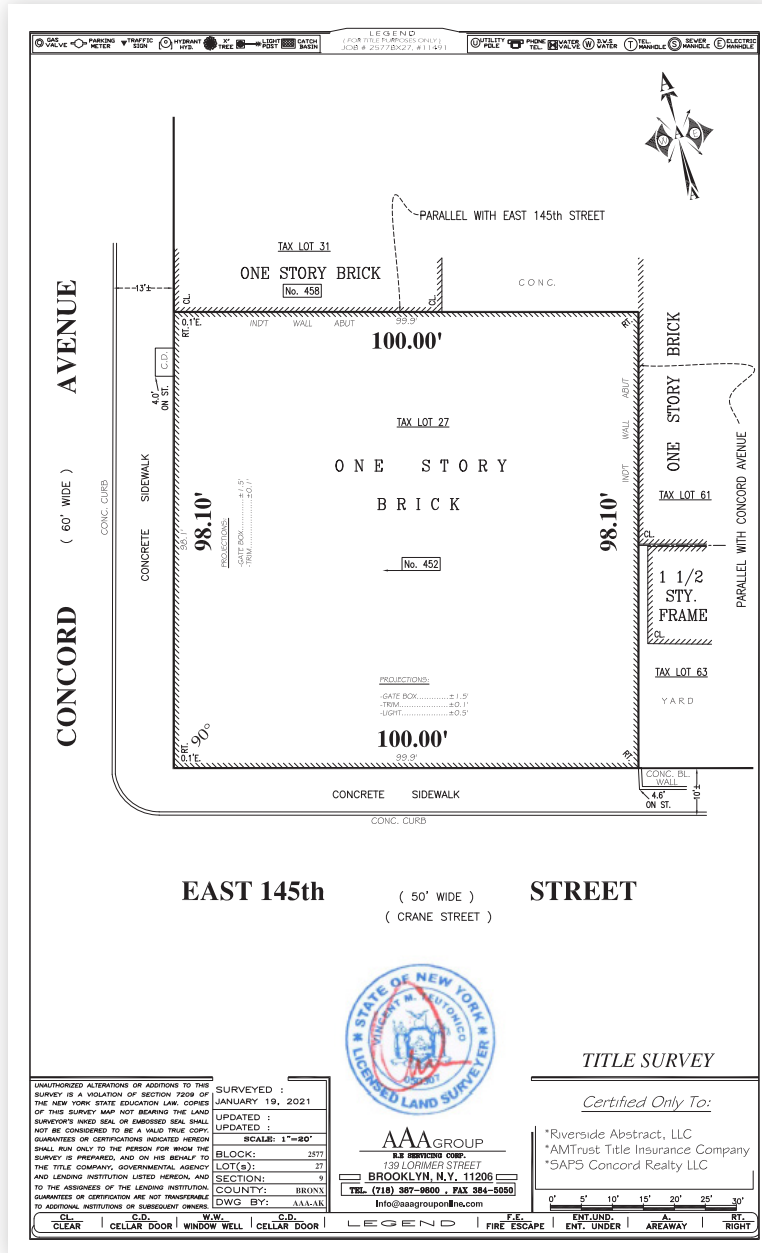 LEGEND
( FOR TITLE PURPOSES ONLY )
JOB # 2577BX27, #11491
GAS VALVE
PARKING METER
TRAFFIC SIGN
HYDRANT HYD.
X" TREE
LIGHT POST
CATCH BASIN
UTILITY POLE
PHONE TEL.
WATER VALVE
D.W.S. WATER
TEL. MANHOLE
SEWER MANHOLE
ELECTRIC MANHOLE
W A E
A
PARALLEL WITH EAST 145th STREET
TAX LOT 31
ONE STORY BRICK
No. 458
CONC.
13'±
CL.
CL.
0.1'E.
RT.
IND'T WALL ABUT
99.9'
100.00'
RT.
C.D.
4.0' ON ST.
CONCORD AVENUE
( 60' WIDE )
CONC. CURB
CONCRETE SIDEWALK
98.1'
98.10'
PROJECTIONS:
-GATE BOX............±1.5'
-TRIM....................±0.1'
TAX LOT 27
ONE STORY
BRICK
No. 452
98.10'
IND'T WALL ABUT
ONE STORY BRICK
TAX LOT 61
PARALLEL WITH CONCORD AVENUE
CL.
1 1/2
STY.
FRAME
CL.
TAX LOT 63
YARD
PROJECTIONS:
-GATE BOX............±1.5'
-TRIM....................±0.1'
-LIGHT...................±0.5'
90°
RT.
0.1'E.
100.00'
99.9'
RT.
CONC. BL.
WALL
4.6'
ON ST.
10'±
CONCRETE SIDEWALK
CONC. CURB
EAST 145th ( 50' WIDE ) STREET
( CRANE STREET )
STATE OF NEW YORK
VINCENT M. TEUTONICO
050307
LICENSED LAND SURVEYER
TITLE SURVEY
Certified Only To:
*Riverside Abstract, LLC
*AMTrust Title Insurance Company
*SAPS Concord Realty LLC
0' 5' 10' 15' 20' 25' 30'
UNAUTHORIZED ALTERATIONS OR ADDITIONS TO THIS
SURVEY IS A VIOLATION OF SECTION 7209 OF
THE NEW YORK STATE EDUCATION LAW. COPIES
OF THIS SURVEY MAP NOT BEARING THE LAND
SURVEYOR'S INKED SEAL OR EMBOSSED SEAL SHALL
NOT BE CONSIDERED TO BE A VALID TRUE COPY.
GUARANTEES OR CERTIFICATIONS INDICATED HEREON
SHALL RUN ONLY TO THE PERSON FOR WHOM THE
SURVEY IS PREPARED, AND ON HIS BEHALF TO
THE TITLE COMPANY, GOVERNMENTAL AGENCY
AND LENDING INSTITUTION LISTED HEREON, AND
TO THE ASSIGNEES OF THE LENDING INSTITUTION.
GUARANTEES OR CERTIFICATION ARE NOT TRANSFERABLE
TO ADDITIONAL INSTITUTIONS OR SUBSEQUENT OWNERS.
SURVEYED :
JANUARY 19, 2021
UPDATED :
UPDATED :
SCALE: 1"=20'
BLOCK: 2577
LOT(s): 27
SECTION: 9
COUNTY: BRONX
DWG BY: AAA-AK
AAA GROUP
R.E SERVICING CORP.
139 LORIMER STREET
BROOKLYN, N.Y. 11206
TEL. (718) 387-9600 , FAX 384-5050
Info@aaagrouponline.com
CL. CLEAR
C.D. CELLAR DOOR
W.W. WINDOW WELL
C.D. CELLAR DOOR
LEGEND
F.E. FIRE ESCAPE
ENT.UND. ENT. UNDER
A. AREAWAY
RT. RIGHT